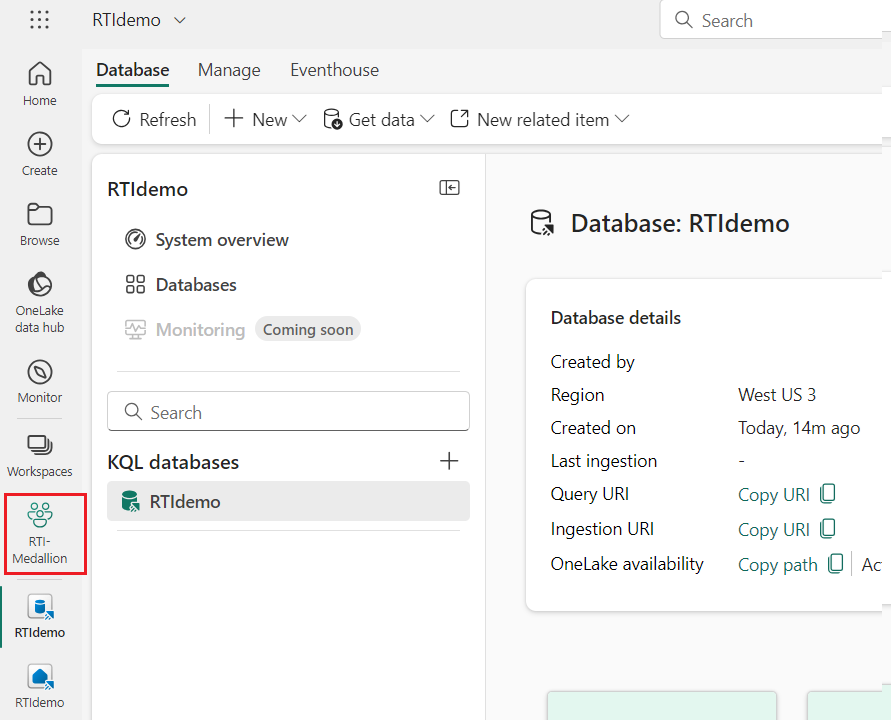 RTIdemo
Search
Home
Create
Browse
OneLake
data hub
Monitor
Workspaces
RTI-
Medallion
RTIdemo
RTIdemo
Database Manage Eventhouse
Refresh New Get data New related item
RTIdemo
System overview
Databases
Monitoring Coming soon
Search
KQL databases
RTIdemo
Database: RTIdemo
Database details
Created by
Region West US 3
Created on Today, 14m ago
Last ingestion -
Query URI Copy URI
Ingestion URI Copy URI
OneLake availability Copy path